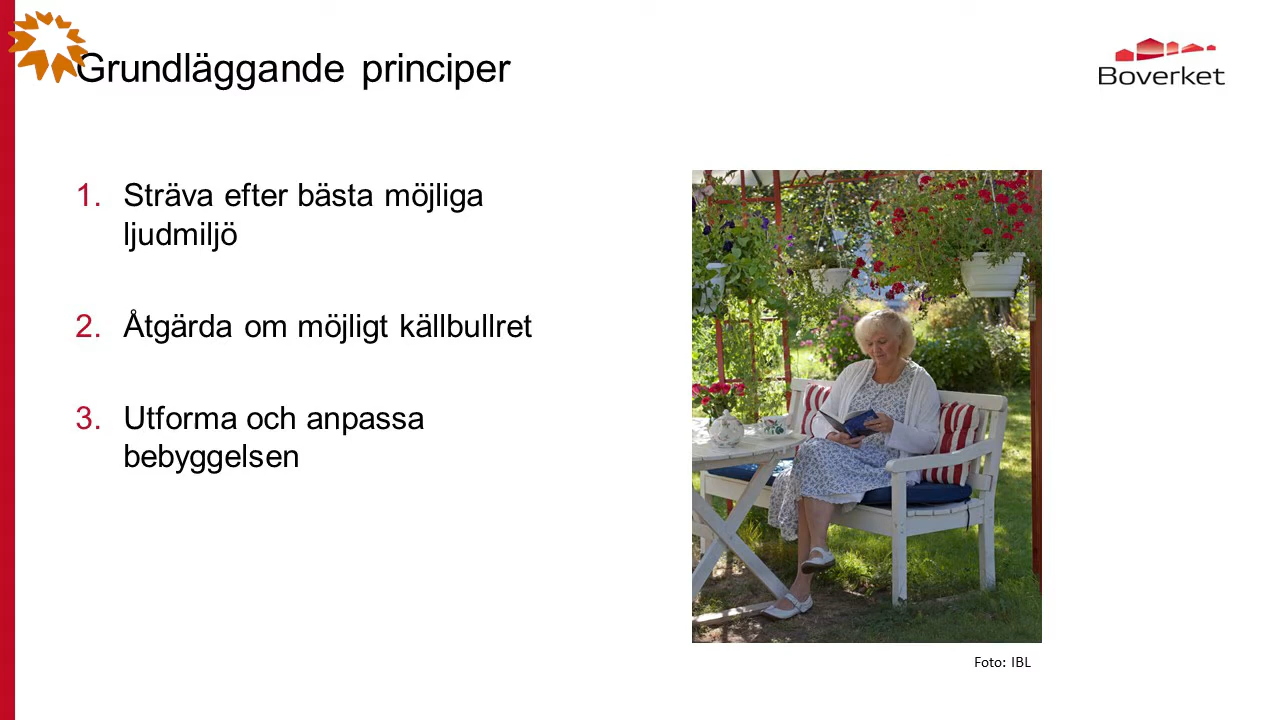 Grundläggande principer
Boverket
1. Sträva efter bästa möjliga
ljudmiljö
2. Åtgärda om möjligt källbullret
3. Utforma och anpassa
bebyggelsen
Foto: IBL